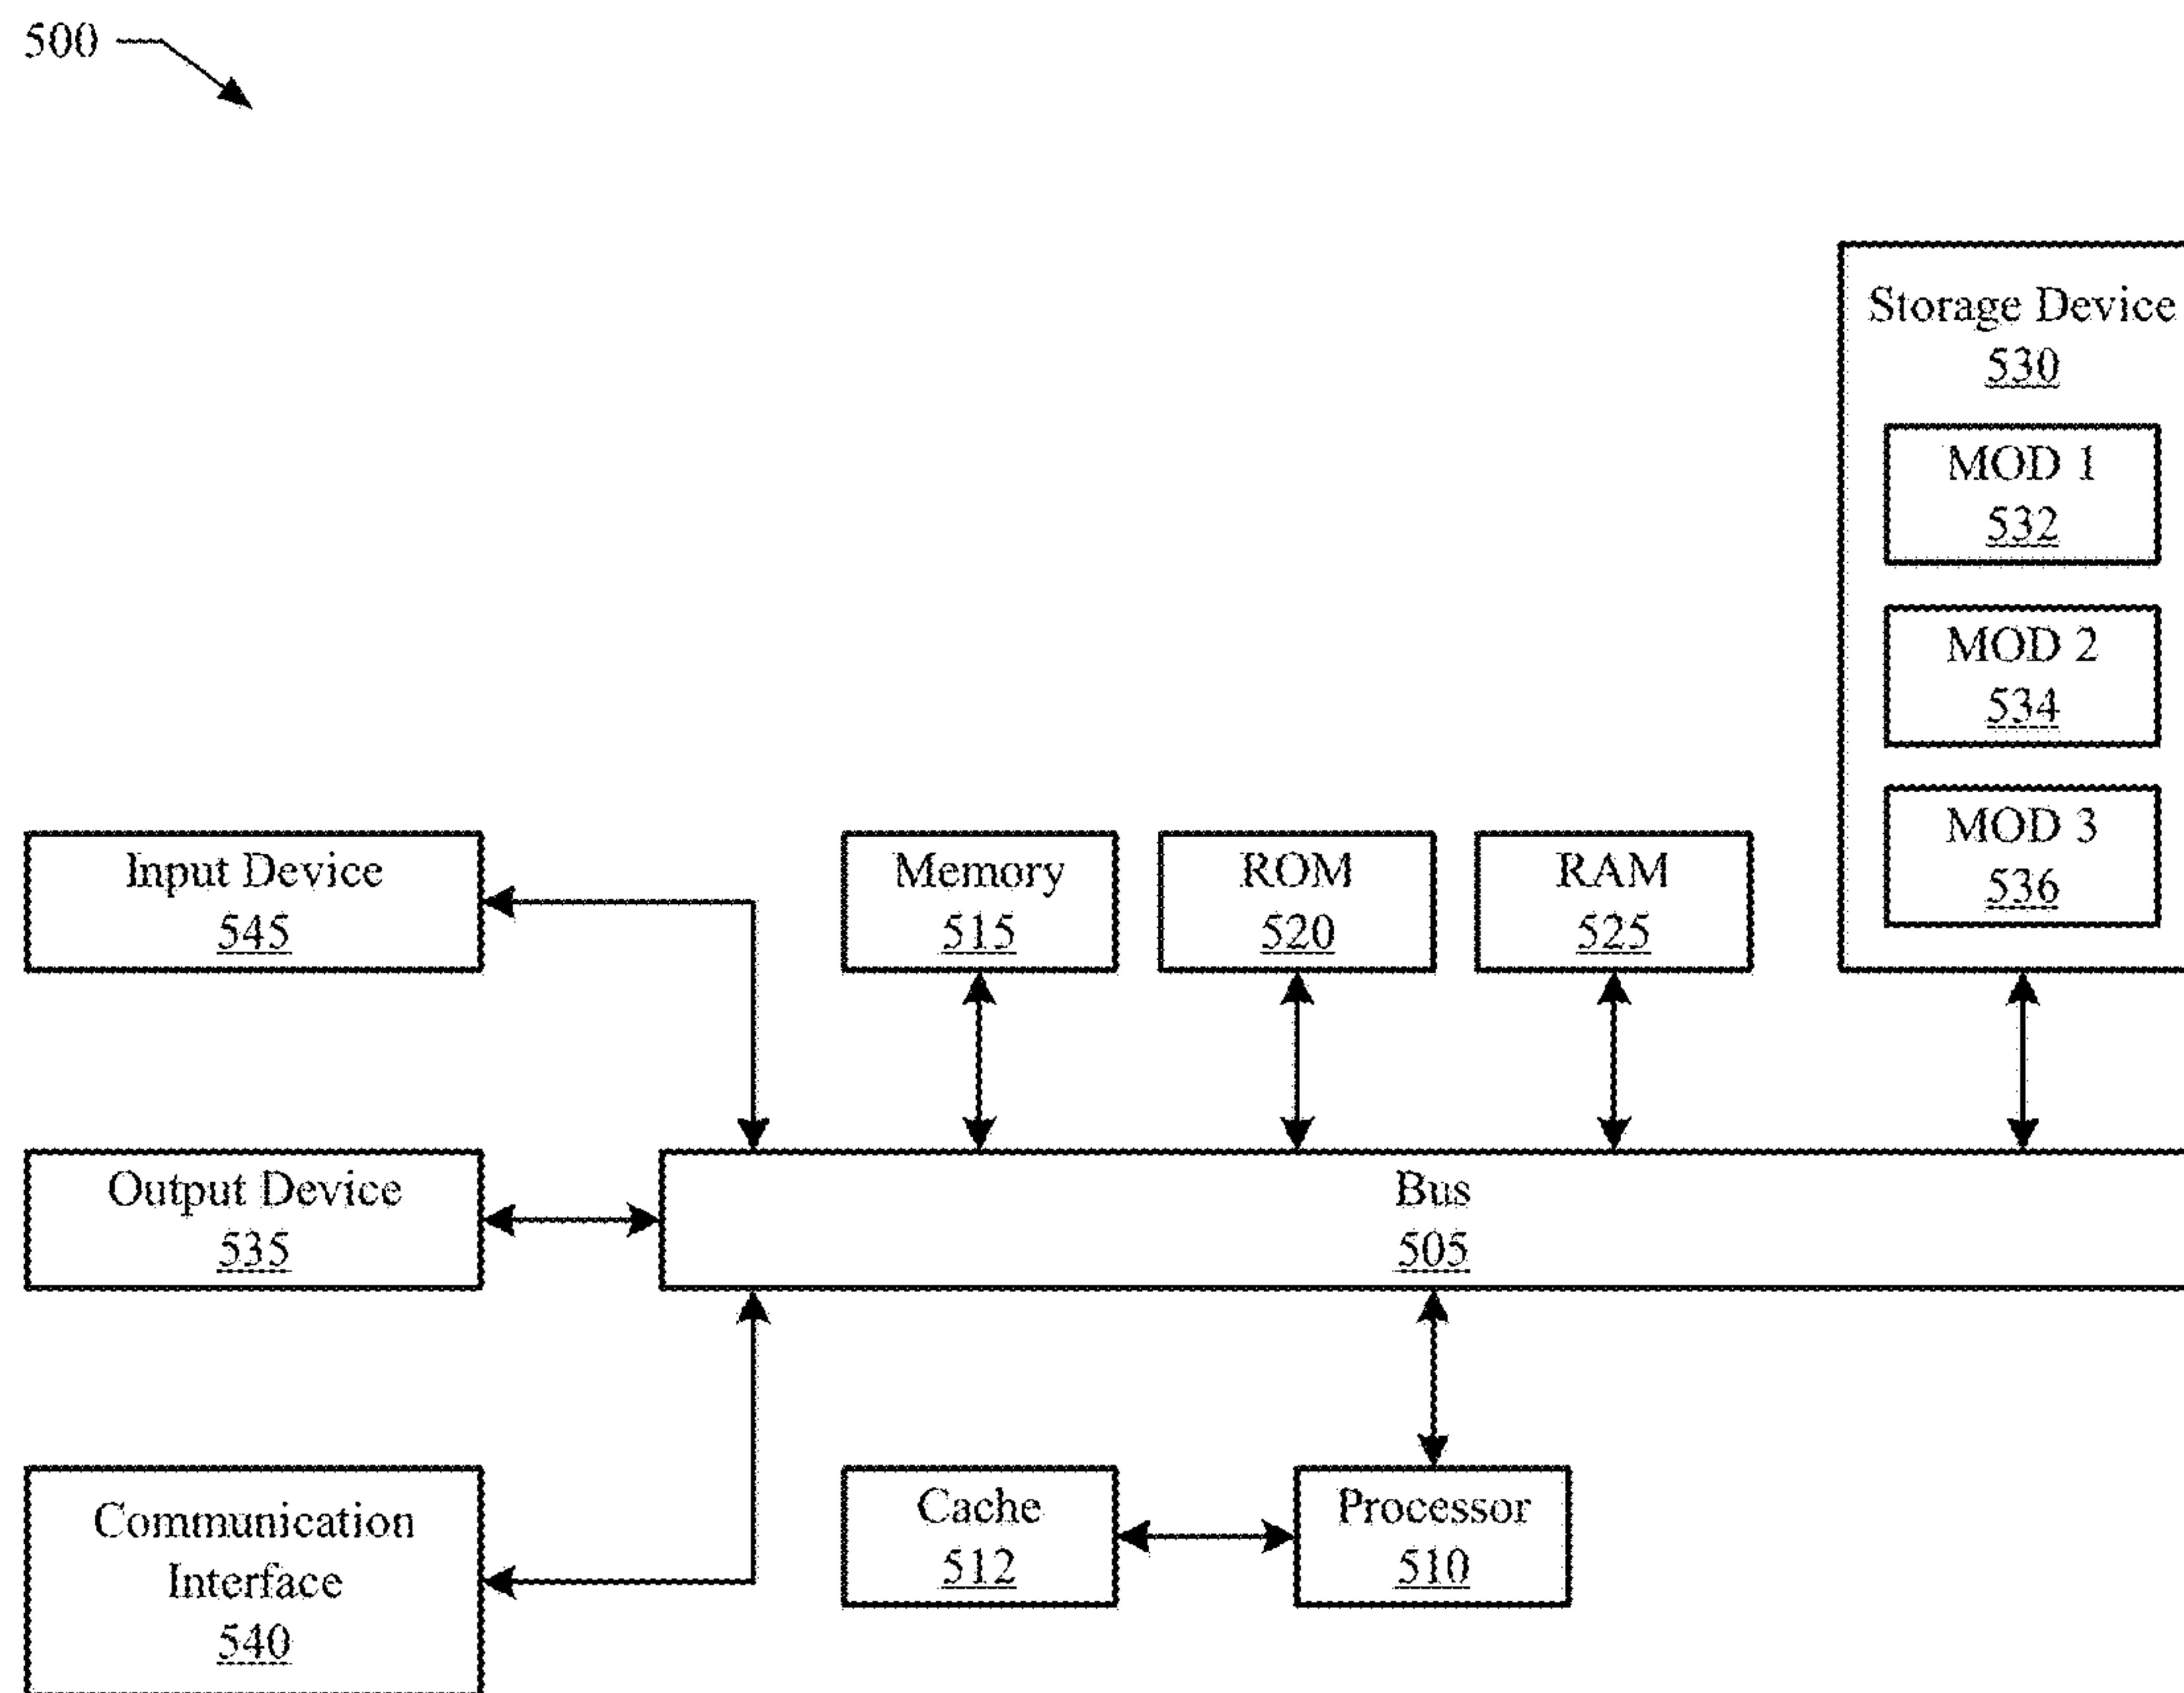 500
Storage Device
530
MOD 1
532
MOD 2
534
MOD 3
536
Input Device
545
Memory
515
ROM
520
RAM
525
Output Device
535
Bus
505
Communication
Interface
540
Cache
512
Processor
510